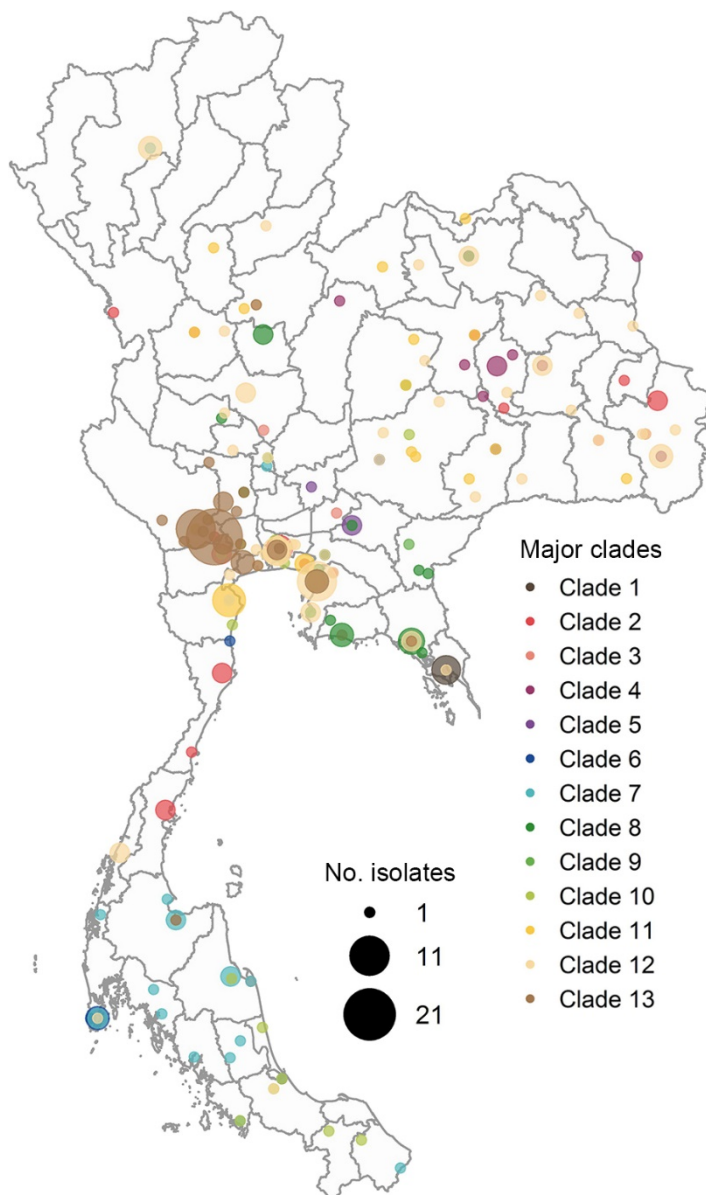 Major clades
Clade 1
Clade 2
Clade 3
Clade 4
Clade 5
Clade 6
Clade 7
Clade 8
Clade 9
Clade 10
Clade 11
Clade 12
Clade 13
No. isolates
1
11
21